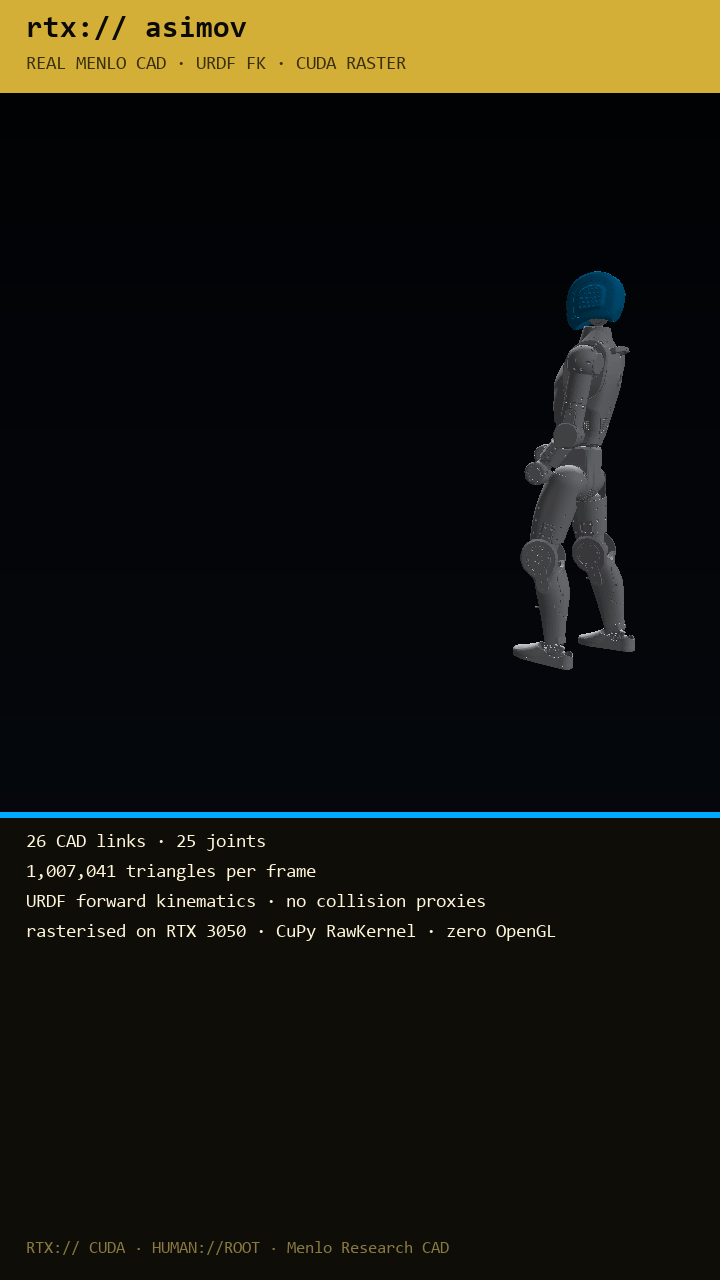 rtx:// asimov
REAL MENLO CAD · URDF FK · CUDA RASTER
26 CAD links · 25 joints
1,007,041 triangles per frame
URDF forward kinematics · no collision proxies
rasterised on RTX 3050 · CuPy RawKernel · zero OpenGL
RTX:// CUDA · HUMAN://ROOT · Menlo Research CAD